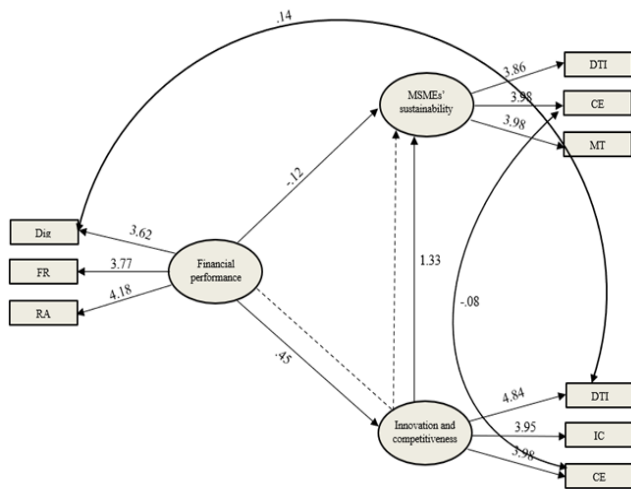 .14
DTI
3.86
MSMEs'
sustainability
3.98
CE
3.98
MT
-.12
Dig
3.62
FR
3.77
Financial
performance
1.33
RA
4.18
-.08
.45
DTI
4.84
Innovation and
competitiveness
3.95
IC
3.98
CE